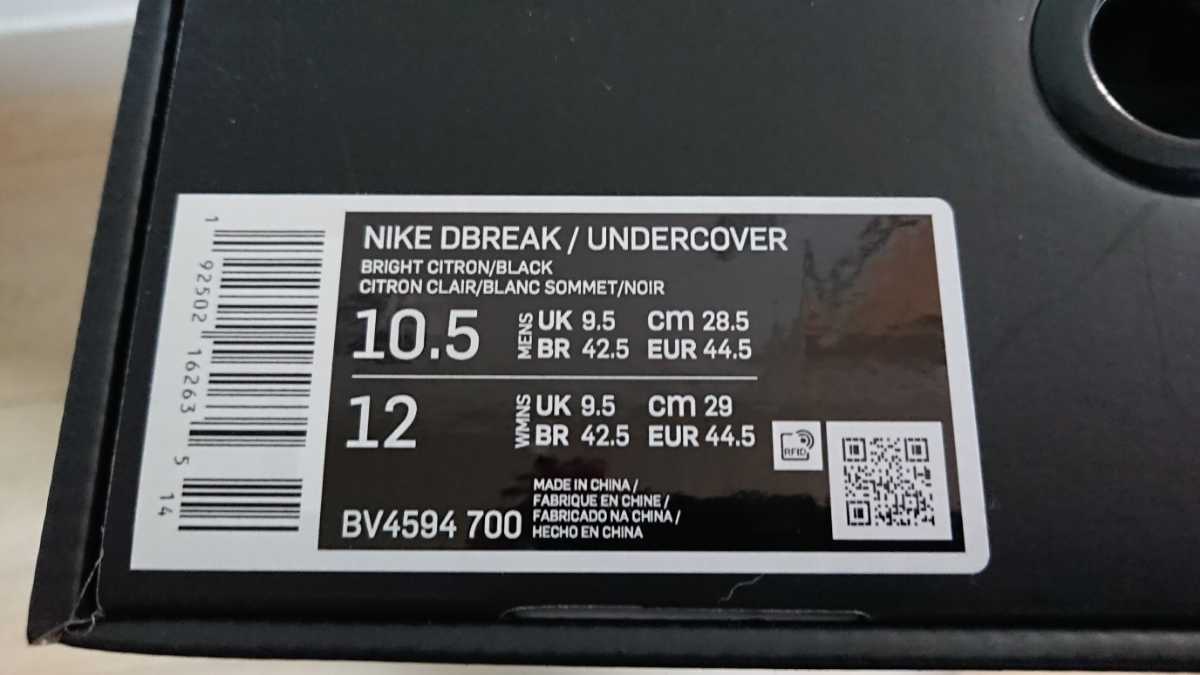 NIKE DBREAK / UNDERCOVER
BRIGHT CITRON/BLACK
CITRON CLAIR/BLANC SOMMET/NOIR
10.5 MENS UK 9.5 cm 28.5
BR 42.5 EUR 44.5
12 WMNS UK 9.5 cm 29
BR 42.5 EUR 44.5
RFID
BV4594 700
MADE IN CHINA /
FABRIQUE EN CHINE /
FABRICADO NA CHINA /
HECHO EN CHINA
1 92502 16263 5 14